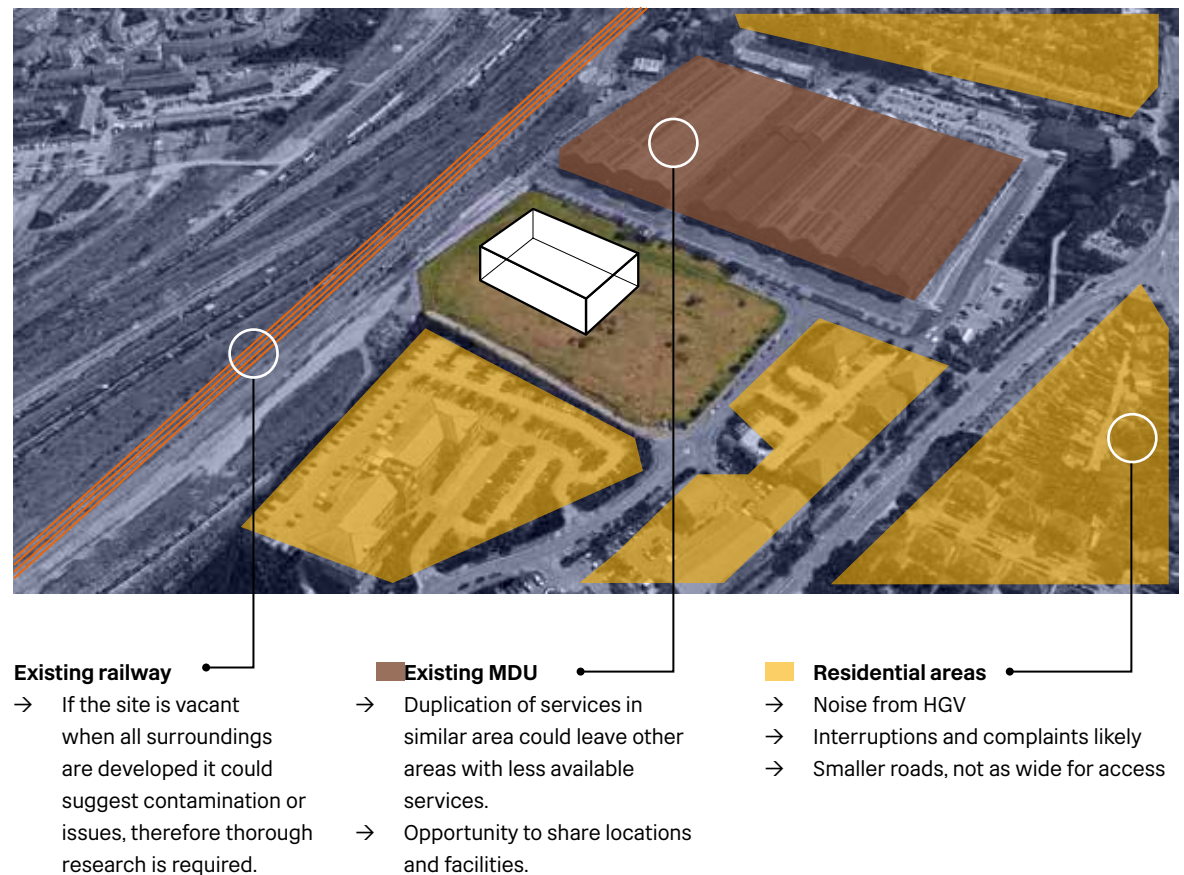 Existing railway
→ If the site is vacant
when all surroundings
are developed it could
suggest contamination or
issues, therefore thorough
research is required.
Existing MDU
→ Duplication of services in
similar area could leave other
areas with less available
services.
→ Opportunity to share locations
and facilities.
Residential areas
→ Noise from HGV
→ Interruptions and complaints likely
→ Smaller roads, not as wide for access